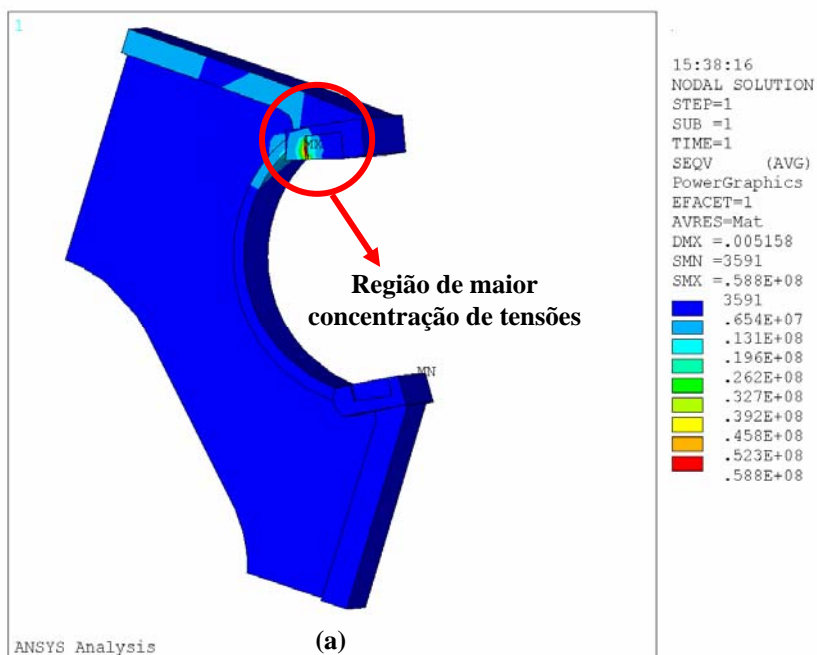 1
15:38:16
NODAL SOLUTION
STEP=1
SUB =1
TIME=1
SEQV (AVG)
PowerGraphics
EFACET=1
AVRES=Mat
DMX =.005158
SMN =3591
SMX =.588E+08
3591
.654E+07
.131E+08
.196E+08
.262E+08
.327E+08
.392E+08
.458E+08
.523E+08
.588E+08
MX
Região de maior
concentração de tensões
MN
ANSYS Analysis
(a)